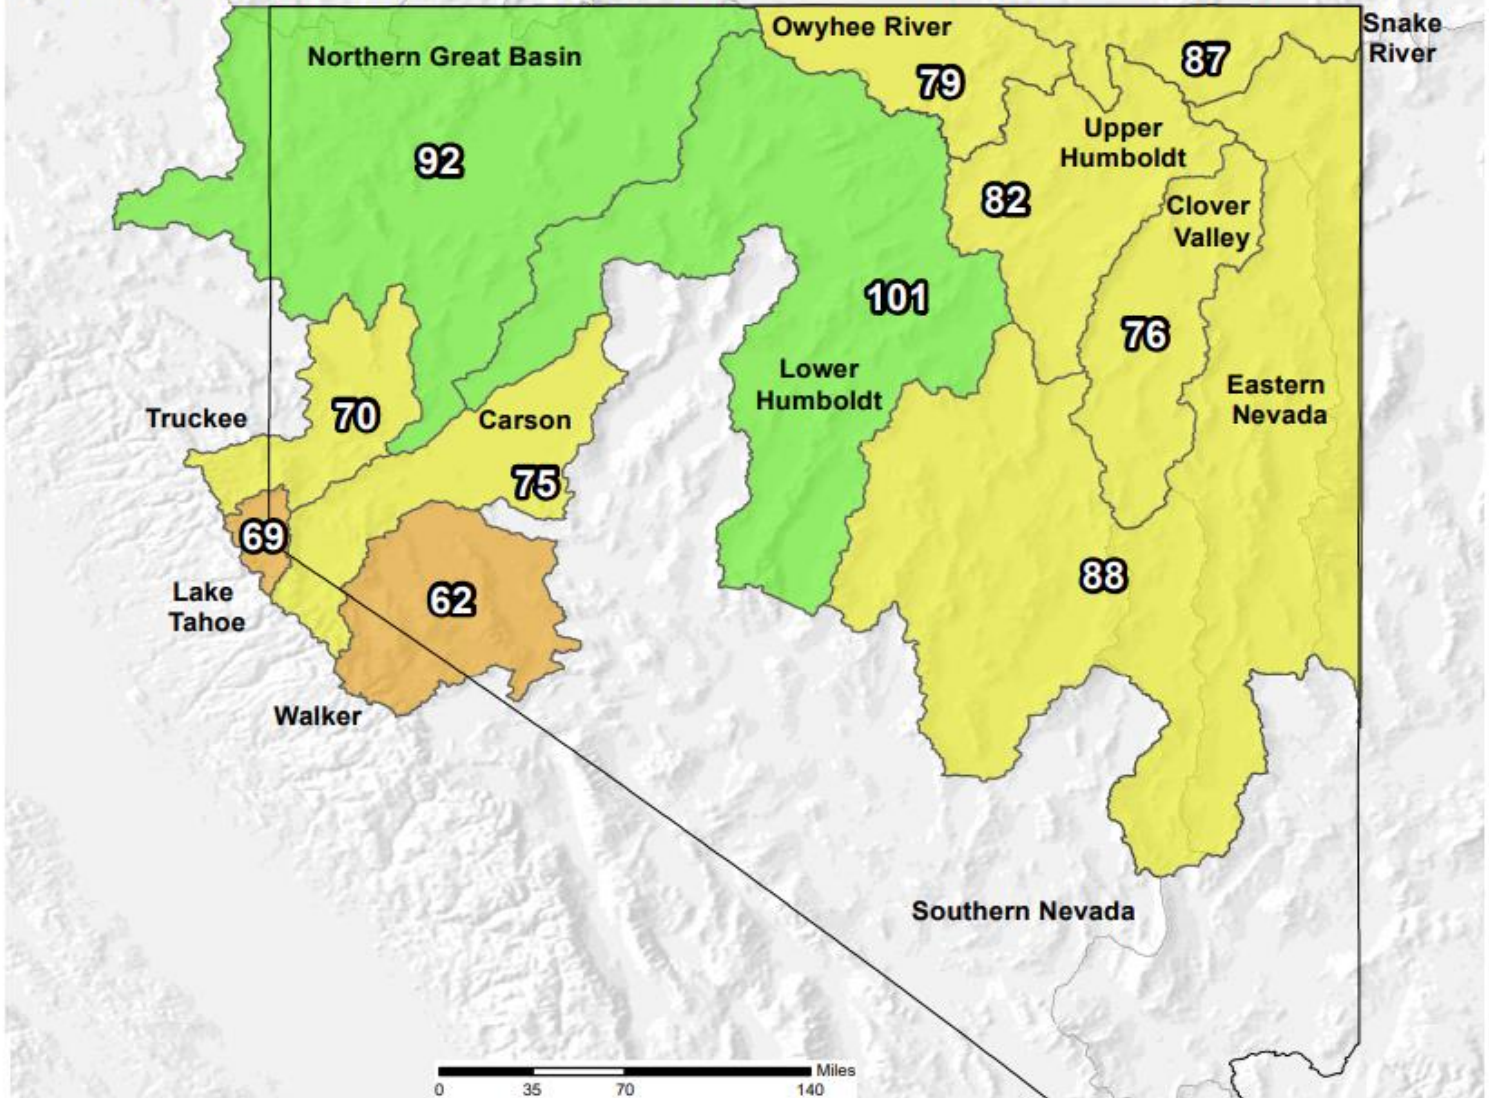 Owyhee River
Snake
River
Northern Great Basin
87
79
Upper
Humboldt
92
82
Clover
Valley
101
76
Lower
Humboldt
Eastern
Nevada
Truckee
70
Carson
75
69
88
Lake
Tahoe
62
Walker
Southern Nevada
Miles
0 35 70 140